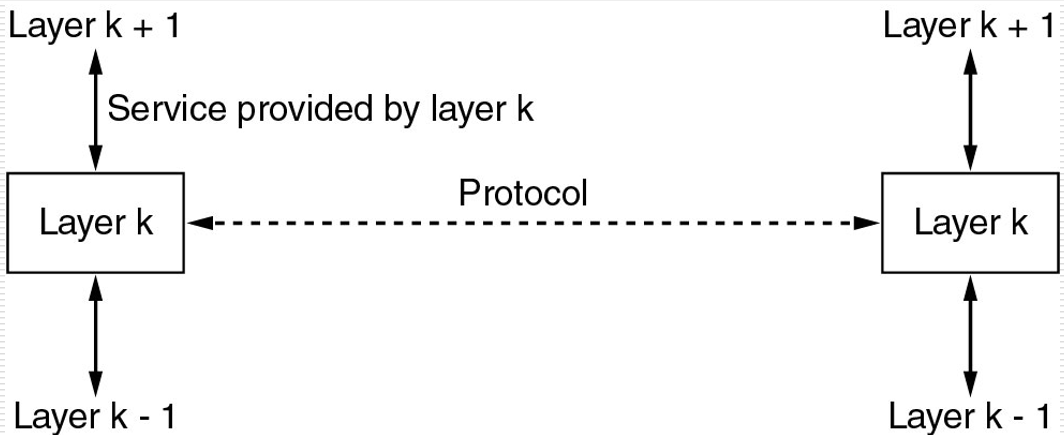 Layer k + 1
Layer k + 1
Service provided by layer k
Protocol
Layer k
Layer k
Layer k - 1
Layer k - 1